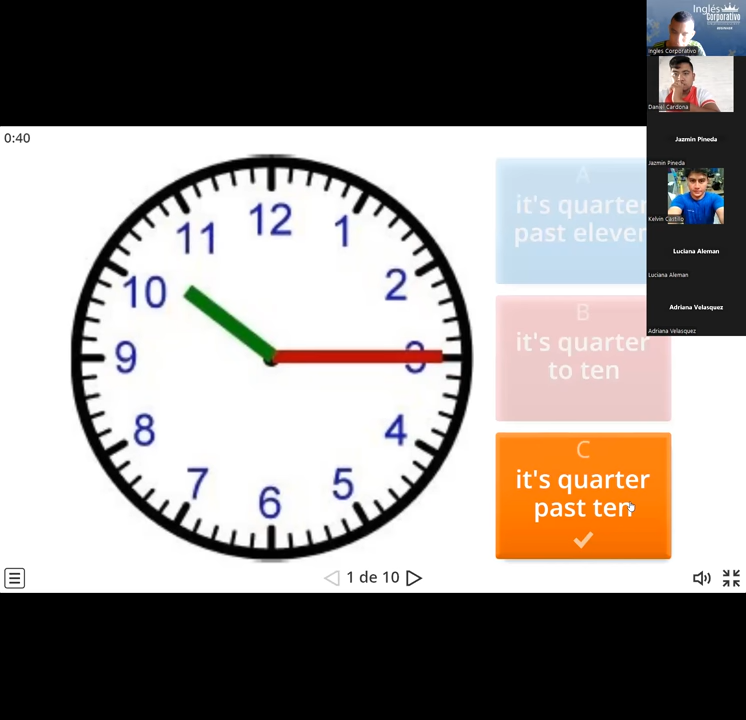 Inglés
Corporativo
Ingles Corporativo
Daniel Cardona
Jazmin Pineda
Jazmin Pineda
Kelvin Castillo
Luciana Aleman
Luciana Aleman
Adriana Velasquez
Adriana Velasquez
0:40
12
1
2
3
4
5
6
7
8
9
10
11
A
it's quarter
past eleven
B
it's quarter
to ten
C
it's quarter
past ten
1 de 10